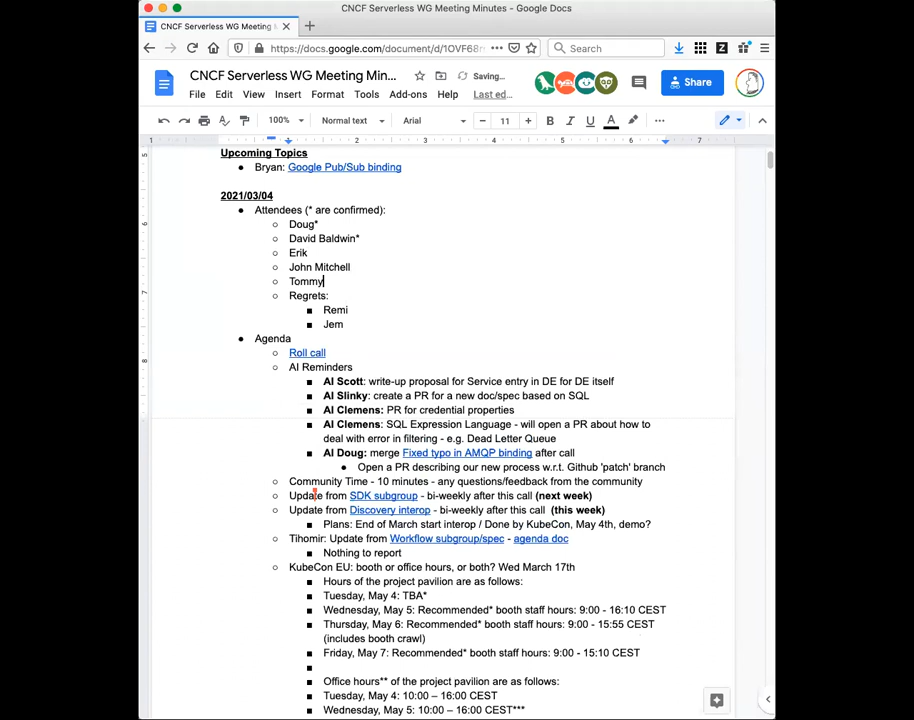 CNCF Serverless WG Meeting Minutes - Google Docs
CNCF Serverless WG Meeting M
https://docs.google.com/document/d/1OVF68r
Search
CNCF Serverless WG Meeting Min...
Saving...
Share
File Edit View Insert Format Tools Add-ons Help Last ed...
100% Normal text Arial 11
1 1 2 3 4 5 6 7
Upcoming Topics
Bryan: Google Pub/Sub binding
2021/03/04
Attendees (* are confirmed):
Doug*
David Baldwin*
Erik
John Mitchell
Tommy
Regrets:
Remi
Jem
Agenda
Roll call
AI Reminders
AI Scott: write-up proposal for Service entry in DE for DE itself
AI Slinky: create a PR for a new doc/spec based on SQL
AI Clemens: PR for credential properties
AI Clemens: SQL Expression Language - will open a PR about how to
deal with error in filtering - e.g. Dead Letter Queue
AI Doug: merge Fixed typo in AMQP binding after call
Open a PR describing our new process w.r.t. Github 'patch' branch
Community Time - 10 minutes - any questions/feedback from the community
Update from SDK subgroup - bi-weekly after this call (next week)
Update from Discovery interop - bi-weekly after this call (this week)
Plans: End of March start interop / Done by KubeCon, May 4th, demo?
Tihomir: Update from Workflow subgroup/spec - agenda doc
Nothing to report
KubeCon EU: booth or office hours, or both? Wed March 17th
Hours of the project pavilion are as follows:
Tuesday, May 4: TBA*
Wednesday, May 5: Recommended* booth staff hours: 9:00 - 16:10 CEST
Thursday, May 6: Recommended* booth staff hours: 9:00 - 15:55 CEST
(includes booth crawl)
Friday, May 7: Recommended* booth staff hours: 9:00 - 15:10 CEST
Office hours** of the project pavilion are as follows:
Tuesday, May 4: 10:00 – 16:00 CEST
Wednesday, May 5: 10:00 – 16:00 CEST***